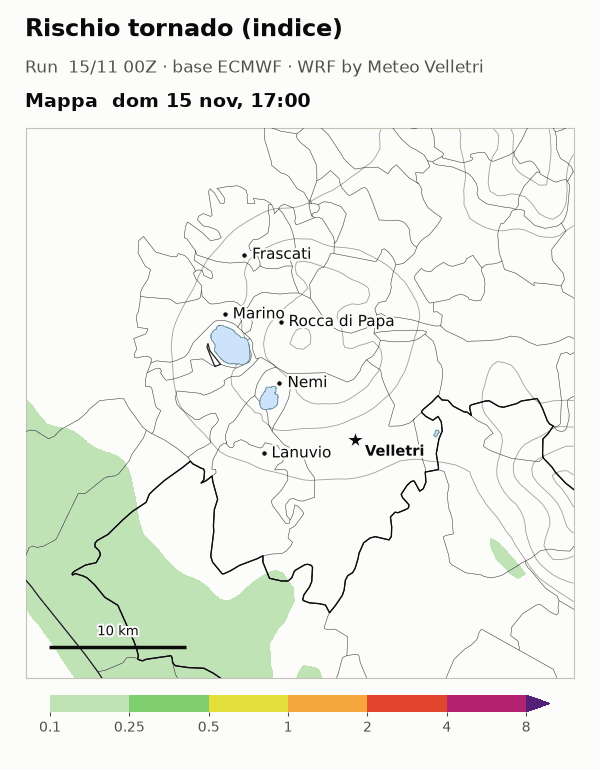 Rischio tornado (indice)
Run  15/11 00Z · base ECMWF · WRF by Meteo Velletri
Mappa  dom 15 nov, 17:00
Frascati
Marino
Rocca di Papa
Nemi
Velletri
Lanuvio
10 km
0.1 0.25 0.5 1 2 4 8